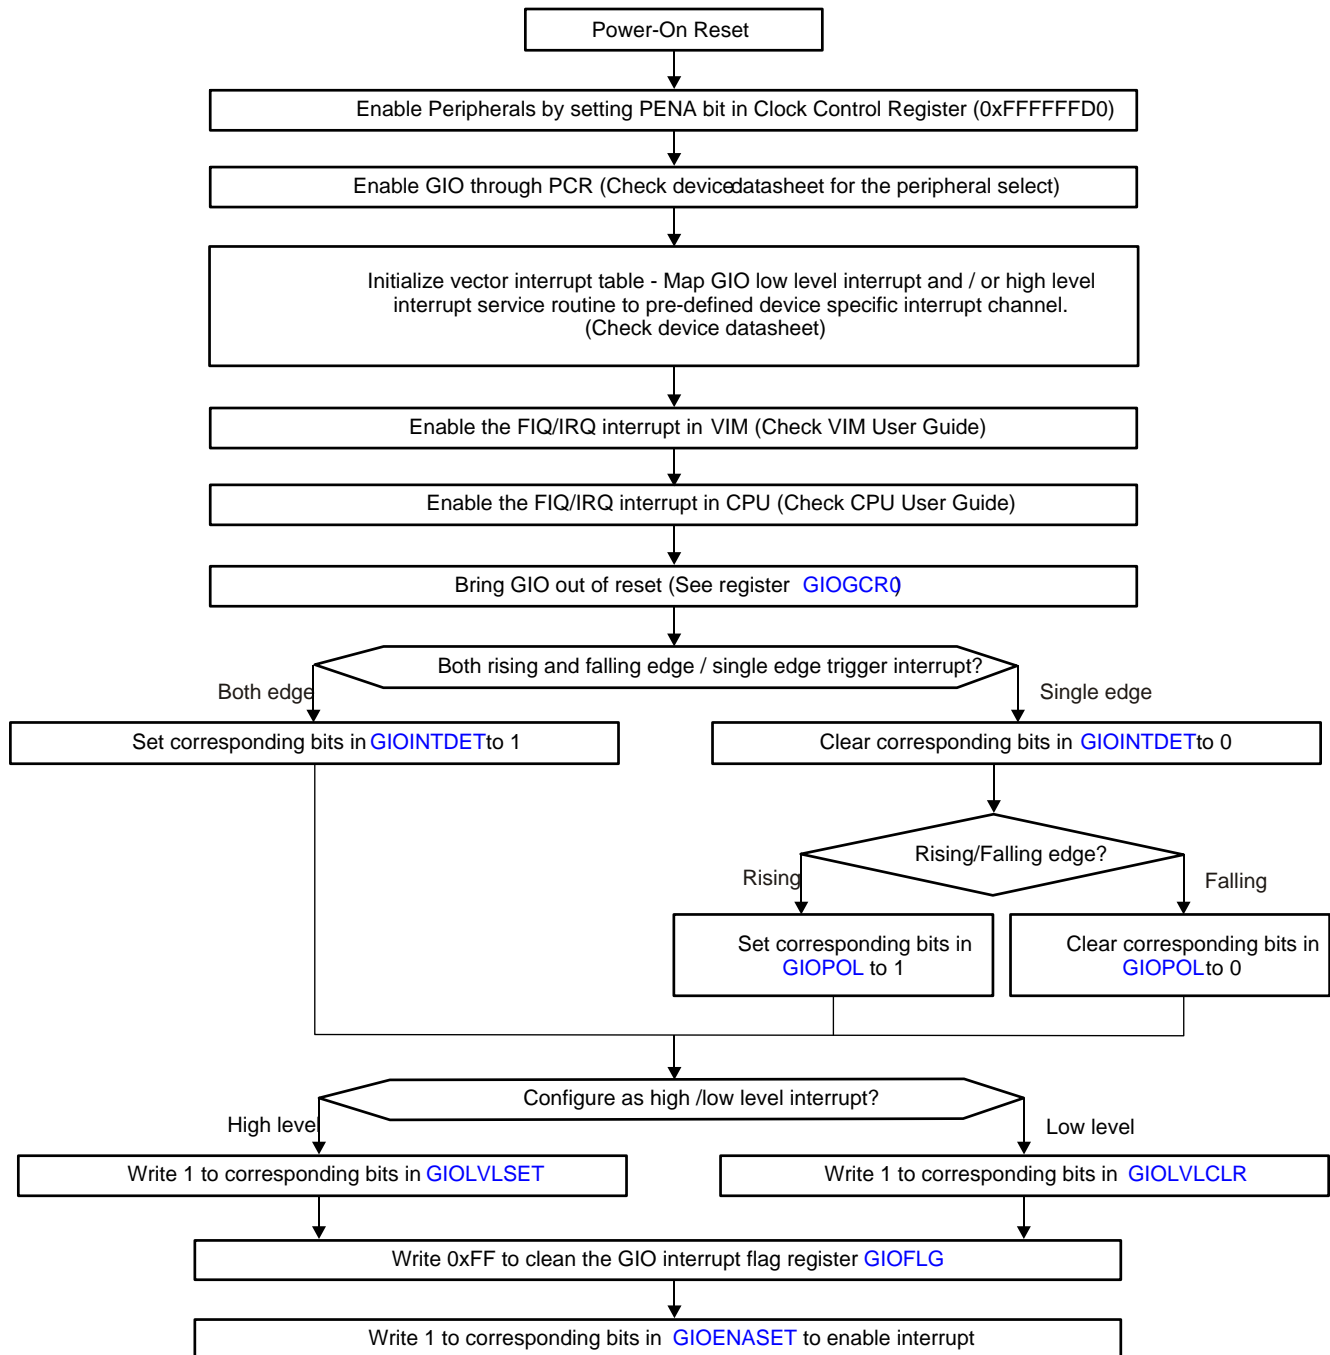 Power-On Reset
Enable Peripherals by setting PENA bit in Clock Control Register (0xFFFFFFD0)
Enable GIO through PCR (Check devicedatasheet for the peripheral select)
Initialize vector interrupt table - Map GIO low level interrupt and / or high level
interrupt service routine to pre-defined device specific interrupt channel.
(Check device datasheet)
Enable the FIQ/IRQ interrupt in VIM (Check VIM User Guide)
Enable the FIQ/IRQ interrupt in CPU (Check CPU User Guide)
Bring GIO out of reset (See register GIOGCR0)
Both rising and falling edge / single edge trigger interrupt?
Both edge
Single edge
Set corresponding bits in GIOINTDET to 1
Clear corresponding bits in GIOINTDET to 0
Rising/Falling edge?
Rising
Falling
Set corresponding bits in
GIOPOL to 1
Clear corresponding bits in
GIOPOL to 0
Configure as high /low level interrupt?
High level
Low level
Write 1 to corresponding bits in GIOLVLSET
Write 1 to corresponding bits in GIOLVLCLR
Write 0xFF to clean the GIO interrupt flag register GIOFLG
Write 1 to corresponding bits in GIOENASET to enable interrupt